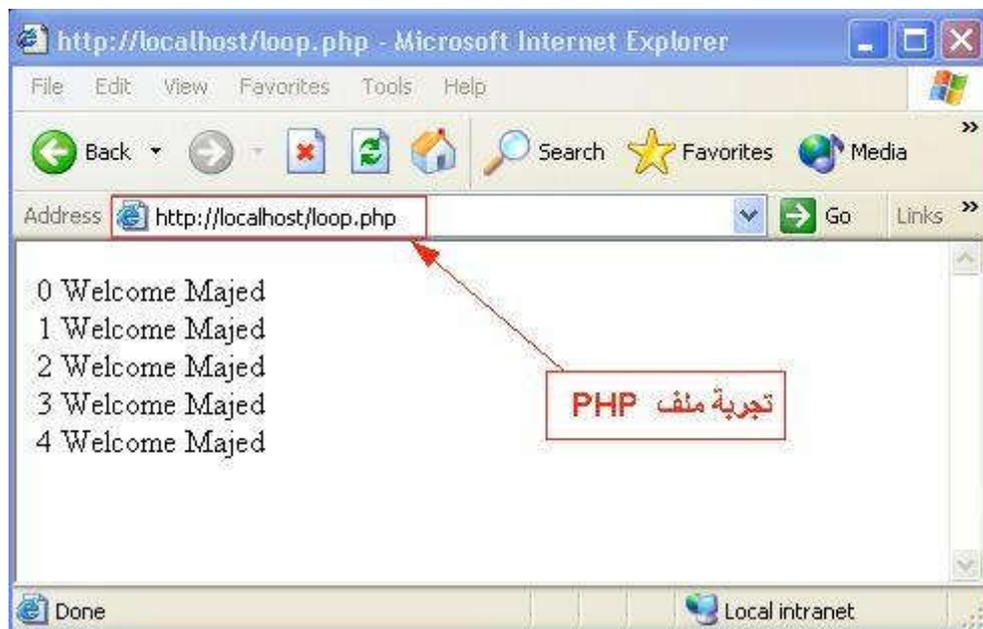 http://localhost/loop.php - Microsoft Internet Explorer
File Edit View Favorites Tools Help
Back Search Favorites Media »
Address http://localhost/loop.php Go Links »
0 Welcome Majed
1 Welcome Majed
2 Welcome Majed
3 Welcome Majed
4 Welcome Majed
تجربة ملف PHP
Done Local intranet